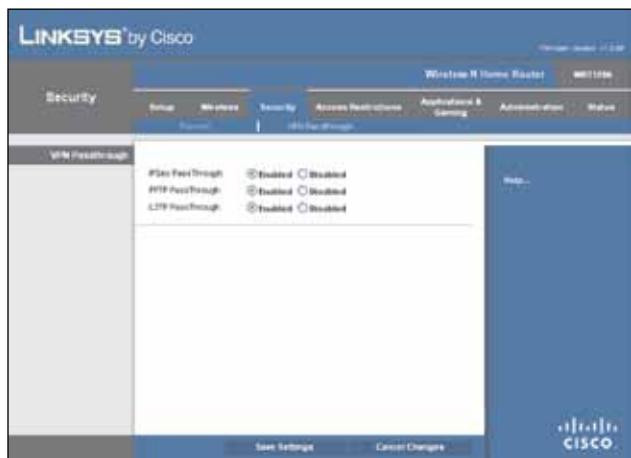 LINKSYS® by Cisco
Wireless-N Home Router
Security
Setup Wireless Security Access Restrictions Applications & Gaming Administration Status
Firewall | VPN Passthrough
VPN Passthrough
IPSec PassThrough Enabled Disabled
PPTP PassThrough Enabled Disabled
L2TP PassThrough Enabled Disabled
Help...
Save Settings Cancel Changes
CISCO